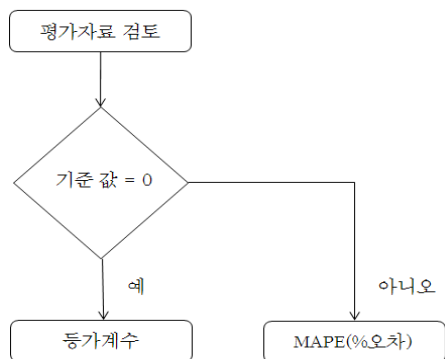 평가자료 검토
기준 값 = 0
예
아니오
등가계수
MAPE(%오차)